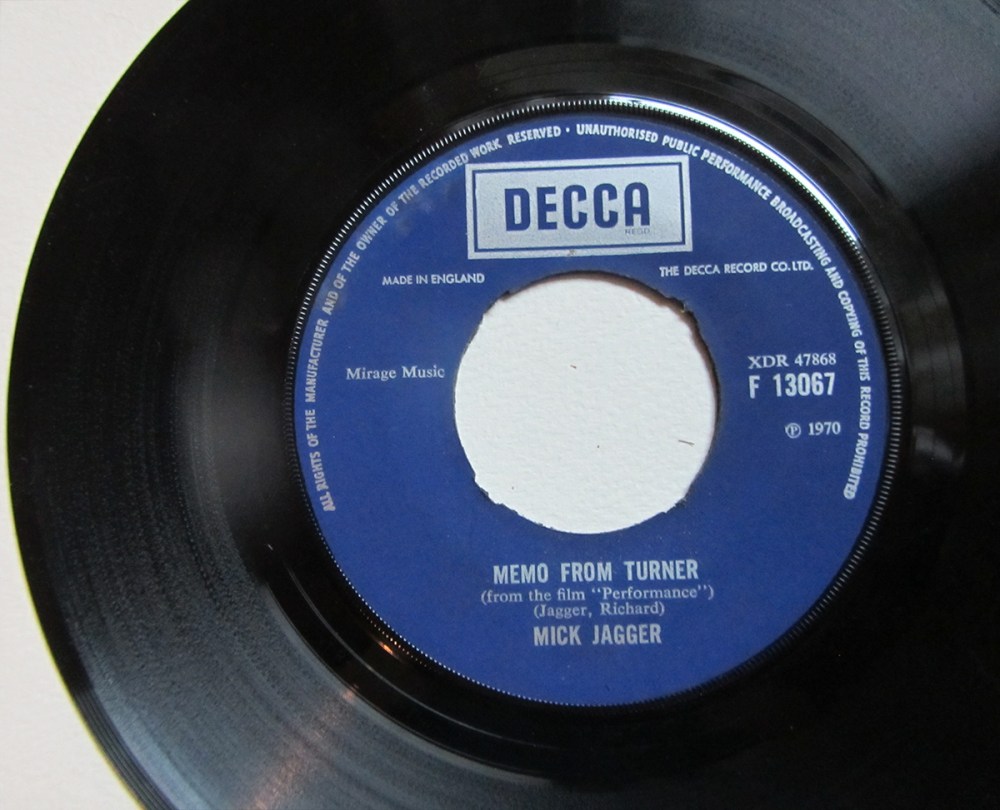 ALL RIGHTS OF THE MANUFACTURER AND OF THE OWNER OF THE RECORDED WORK RESERVED · UNAUTHORISED PUBLIC PERFORMANCE BROADCASTING AND COPYING OF THIS RECORD PROHIBITED
DECCA
REGD.
MADE IN ENGLAND
THE DECCA RECORD CO. LTD.
Mirage Music
XDR 47868
F 13067
℗ 1970
MEMO FROM TURNER
(from the film "Performance")
(Jagger, Richard)
MICK JAGGER